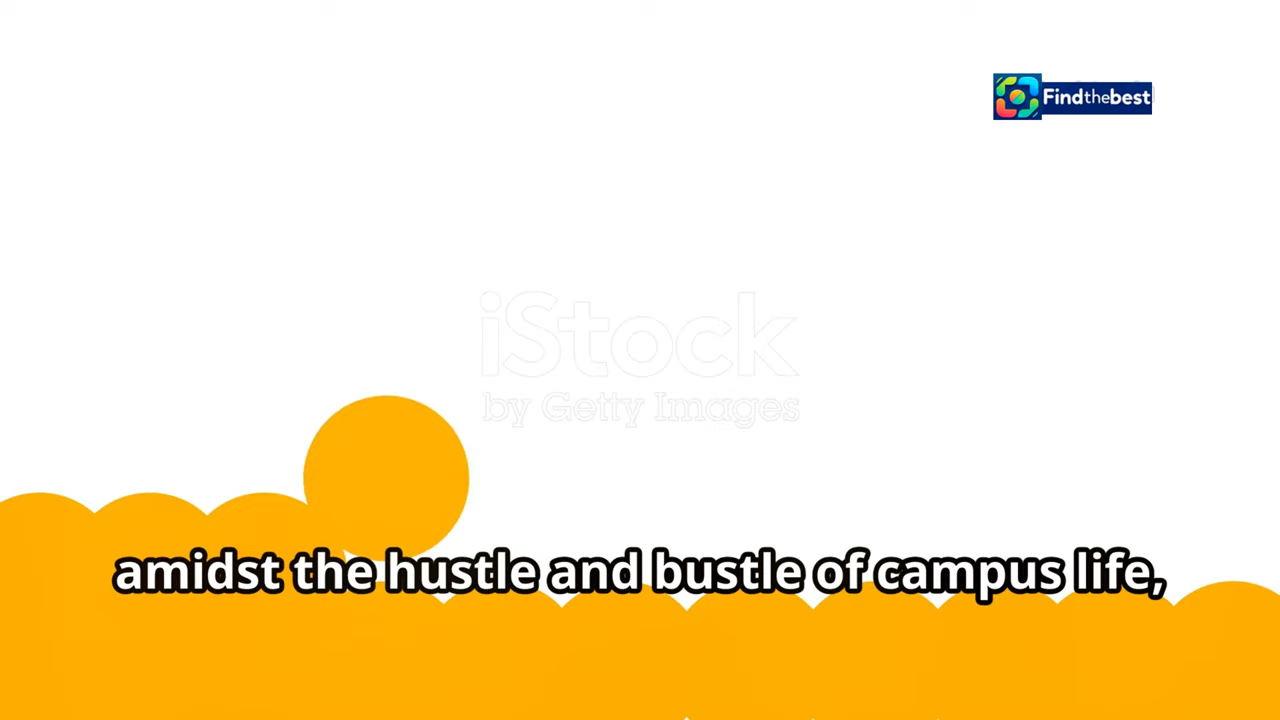 Findthebest
iStock
by Getty Images
amidst the hustle and bustle of campus life,